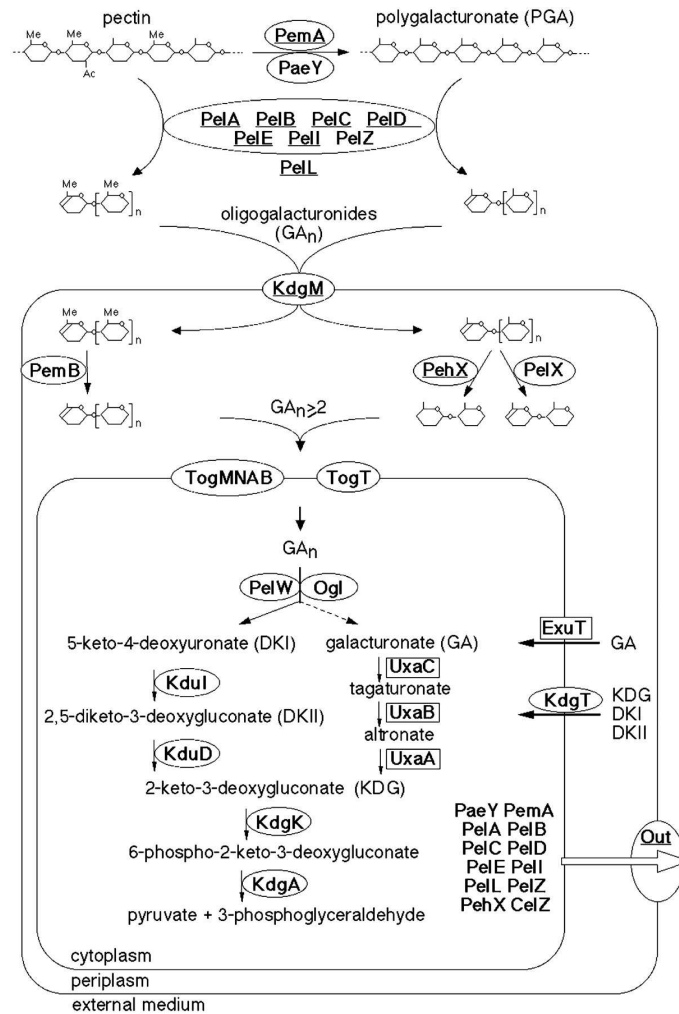 pectin
polygalacturonate (PGA)
Me Me Me
Ac
PemA
PaeY
PelA PelB PelC PelD
PelE PelI PelZ
PelL
Me Me
n
n
oligogalacturonides
(GAn)
KdgM
Me Me
n
n
PemB
PehX
PelX
n
GAn≥2
TogMNAB
TogT
GAn
PelW
Ogl
5-keto-4-deoxyuronate (DKI)
galacturonate (GA)
ExuT
GA
KduI
UxaC
tagaturonate
2,5-diketo-3-deoxygluconate (DKII)
UxaB
altronate
KdgT
KDG
DKI
DKII
KduD
UxaA
2-keto-3-deoxygluconate (KDG)
KdgK
6-phospho-2-keto-3-deoxygluconate
KdgA
pyruvate + 3-phosphoglyceraldehyde
PaeY PemA
PelA PelB
PelC PelD
PelE PelI
PelL PelZ
PehX CelZ
Out
cytoplasm
periplasm
external medium